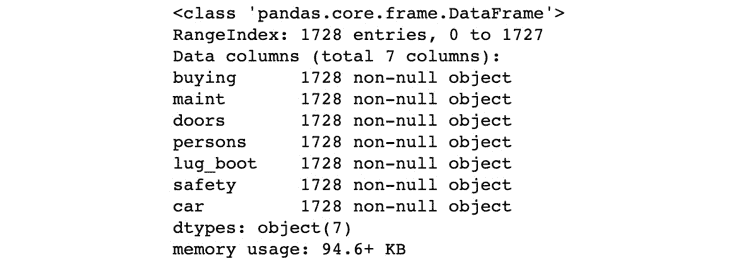 <class 'pandas.core.frame.DataFrame'>
RangeIndex: 1728 entries, 0 to 1727
Data columns (total 7 columns):
buying      1728 non-null object
maint       1728 non-null object
doors       1728 non-null object
persons     1728 non-null object
lug_boot    1728 non-null object
safety      1728 non-null object
car         1728 non-null object
dtypes: object(7)
memory usage: 94.6+ KB